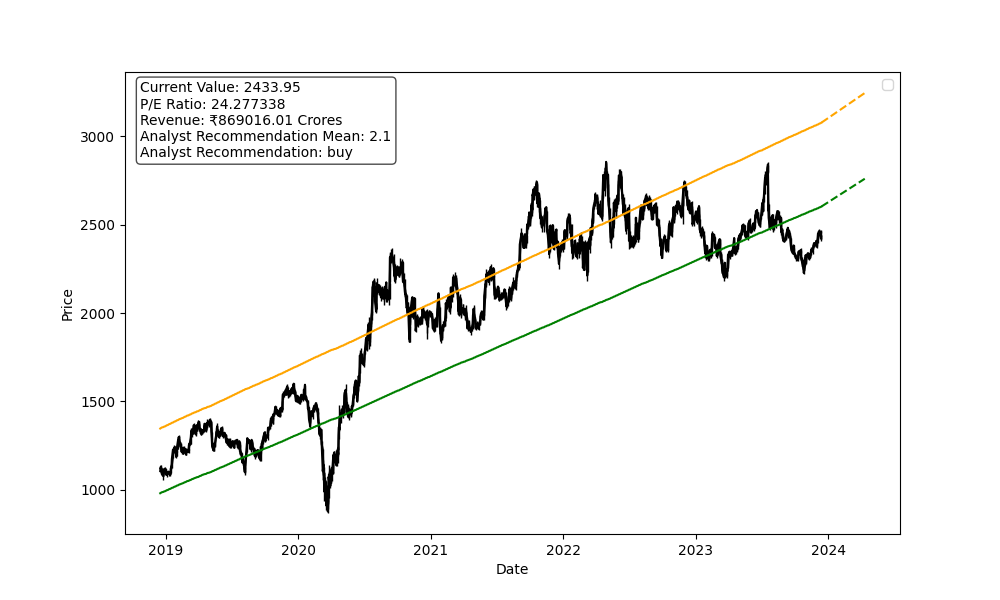 Current Value: 2433.95
P/E Ratio: 24.277338
Revenue: ₹869016.01 Crores
Analyst Recommendation Mean: 2.1
Analyst Recommendation: buy
3000
2500
2000
1500
1000
Price
2019 2020 2021 2022 2023 2024
Date